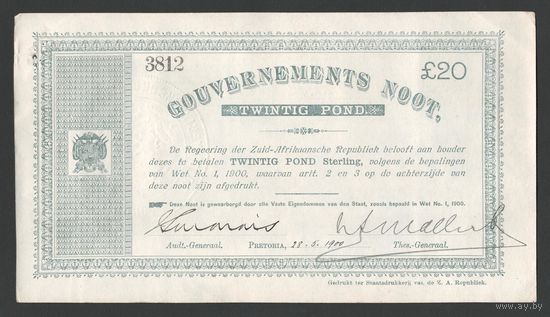 3812
£20
GOUVERNEMENTS NOOT,
TWINTIG POND.
De Regeering der Zuid-Afrikaansche Republiek belooft aan houder
dezes te betalen TWINTIG POND Sterling, volgens de bepalingen
van Wet No. 1, 1900, waarvan artt. 2 en 3 op de achterzijde van
deze noot zijn afgedrukt.
Deze Noot is gewaarborgd door alle Vaste Eigendommen van den Staat, zooals bepaald in Wet No. 1, 1900.
Audt.-Generaal. PRETORIA, 28-5-1900 Thes.-Generaal.
Gedrukt ter Staatsdrukkerij van de Z. A. Republiek.
www.ay.by